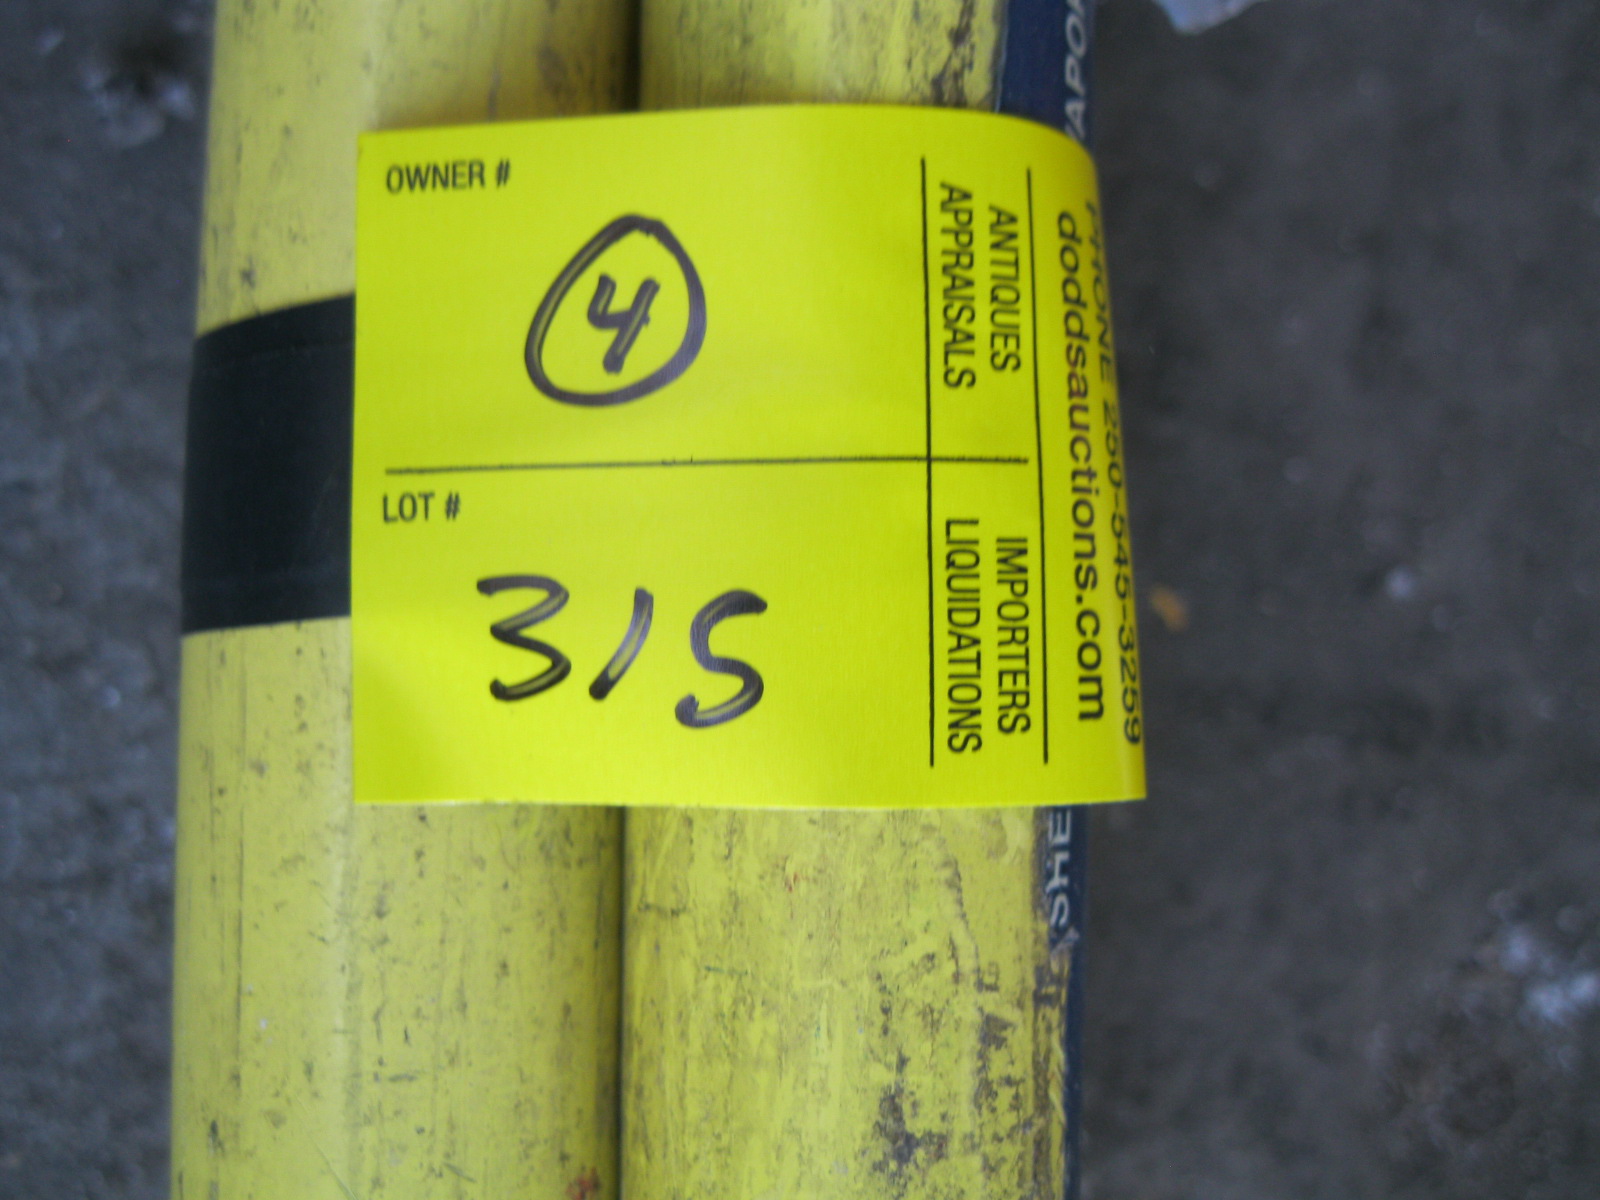 OWNER #
4
LOT #
315
ANTIQUES
APPRAISALS
IMPORTERS
LIQUIDATIONS
PHONE 250-545-3259
doddsauctions.com